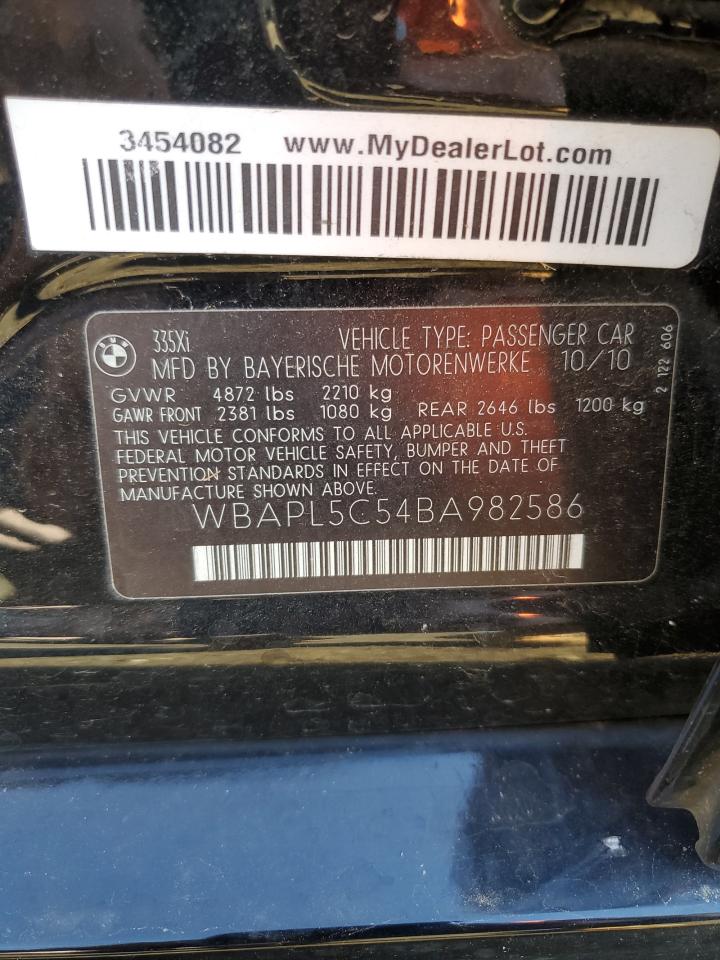 3454082 www.MyDealerLot.com
BMW
335Xi VEHICLE TYPE: PASSENGER CAR
MFD BY BAYERISCHE MOTORENWERKE 10/10
GVWR 4872 lbs 2210 kg
GAWR FRONT 2381 lbs 1080 kg REAR 2646 lbs 1200 kg
THIS VEHICLE CONFORMS TO ALL APPLICABLE U.S.
FEDERAL MOTOR VEHICLE SAFETY, BUMPER AND THEFT
PREVENTION STANDARDS IN EFFECT ON THE DATE OF
MANUFACTURE SHOWN ABOVE.
WBAPL5C54BA982586
2 122 606